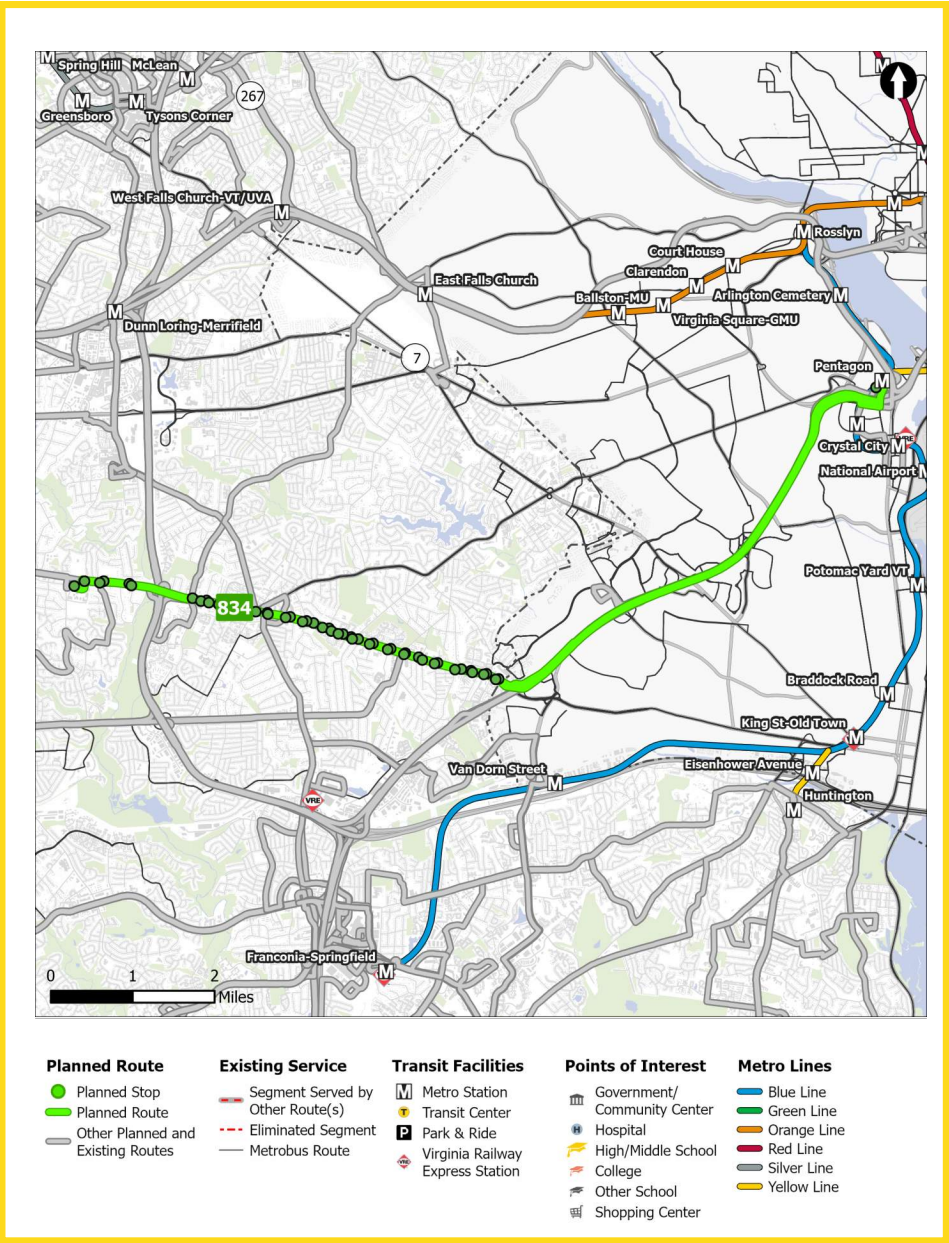 Spring Hill
McLean
267
Greensboro
Tysons Corner
West Falls Church-VT/UVA
Rosslyn
Court House
East Falls Church
Clarendon
Ballston-MU
Arlington Cemetery
Virginia Square-GMU
Dunn Loring-Merrifield
7
Pentagon
Crystal City
VRE
National Airport
Potomac Yard VT
834
Braddock Road
King St-Old Town
Van Dorn Street
Eisenhower Avenue
Huntington
VRE
Franconia-Springfield
0 1 2
Miles
Planned Route
Planned Stop
Planned Route
Other Planned and
Existing Routes
Existing Service
Segment Served by
Other Route(s)
Eliminated Segment
Metrobus Route
Transit Facilities
M Metro Station
T Transit Center
P Park & Ride
VRE Virginia Railway
Express Station
Points of Interest
Government/
Community Center
H Hospital
High/Middle School
College
Other School
Shopping Center
Metro Lines
Blue Line
Green Line
Orange Line
Red Line
Silver Line
Yellow Line